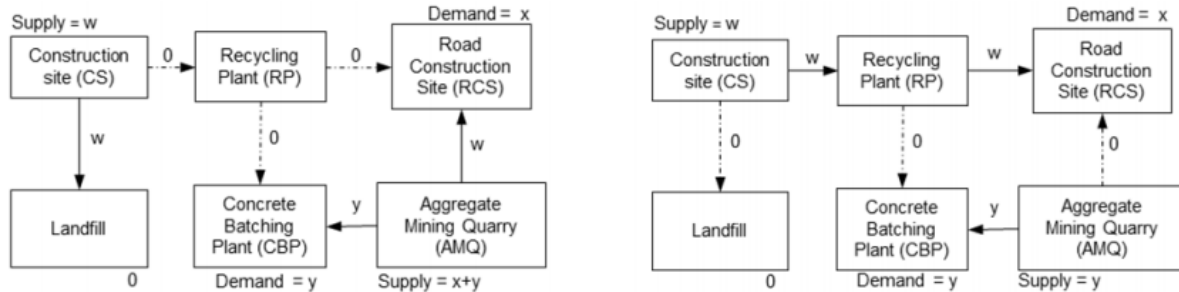 Supply = w
Demand = x
Construction
site (CS)
0
Recycling
Plant (RP)
0
Road
Construction
Site (RCS)
w
0
w
Landfill
0
Concrete
Batching
Plant (CBP)
y
Aggregate
Mining Quarry
(AMQ)
Demand = y
Supply = x+y
Supply = w
Demand = x
Construction
site (CS)
w
Recycling
Plant (RP)
w
Road
Construction
Site (RCS)
0
0
0
Landfill
0
Concrete
Batching
Plant (CBP)
y
Aggregate
Mining Quarry
(AMQ)
Demand = y
Supply = y